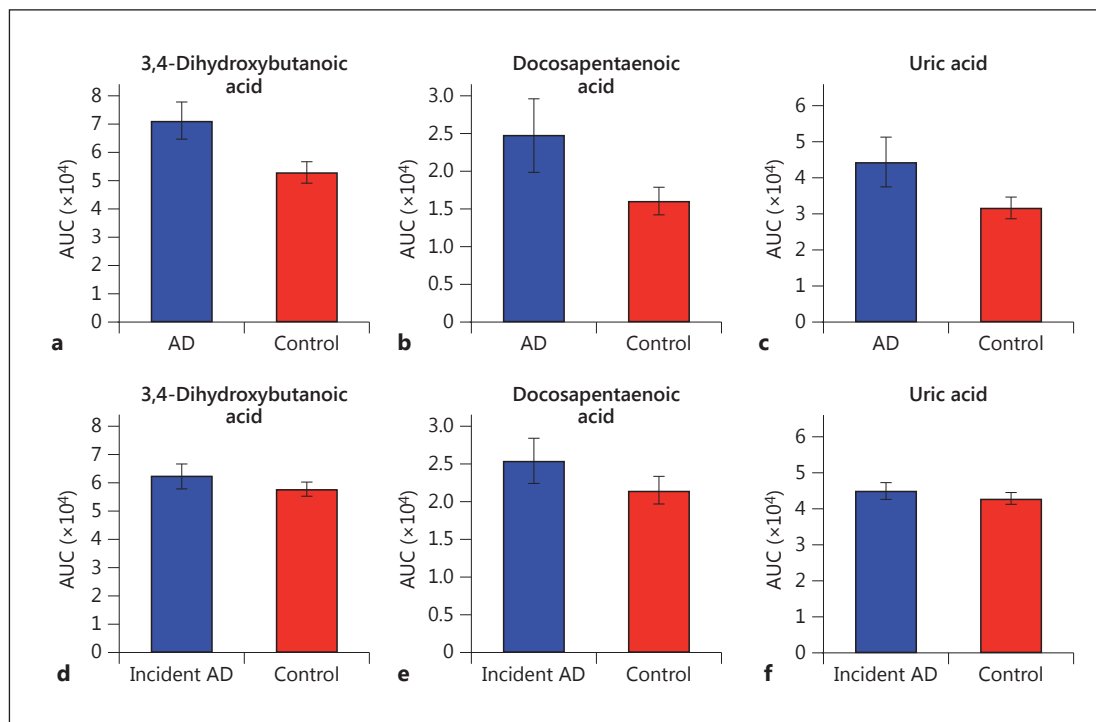 3,4-Dihydroxybutanoic
acid
8
7
6
5
4
3
2
1
0
AUC (×10⁴)
a
AD
Control
Docosapentaenoic
acid
3.0
2.5
2.0
1.5
1.0
0.5
0
AUC (×10⁴)
b
AD
Control
Uric acid
6
5
4
3
2
1
0
AUC (×10⁴)
c
AD
Control
3,4-Dihydroxybutanoic
acid
8
7
6
5
4
3
2
1
0
AUC (×10⁴)
d
Incident AD
Control
Docosapentaenoic
acid
3.0
2.5
2.0
1.5
1.0
0.5
0
AUC (×10⁴)
e
Incident AD
Control
Uric acid
6
5
4
3
2
1
0
AUC (×10⁴)
f
Incident AD
Control